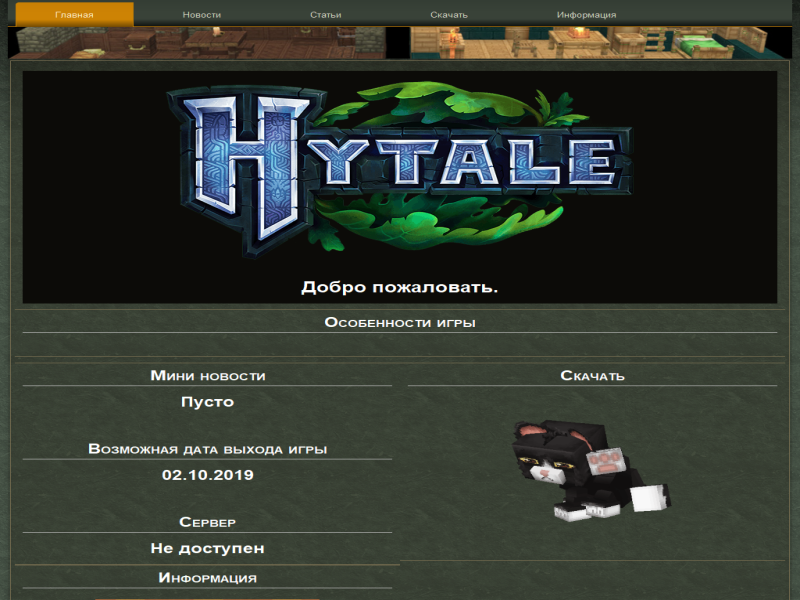 Главная Новости Статьи Скачать Информация
HYTALE
Добро пожаловать.
Особенности игры
Мини новости
Пусто
Возможная дата выхода игры
02.10.2019
Сервер
Не доступен
Информация
Скачать